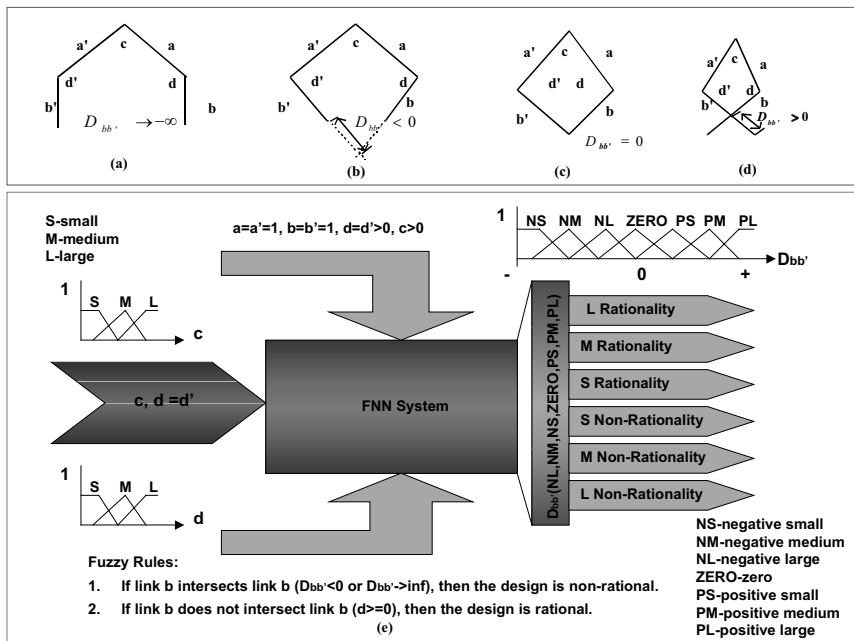 a'
c
a
d'
d
b'
b
D bb' → -∞
(a)
a'
c
a
d'
d
b'
b
D bb' < 0
(b)
a'
c
a
d'
d
b'
b
D bb' = 0
(c)
a'
c
a
d'
d
b'
b
D bb' > 0
(d)
S-small
M-medium
L-large
a=a'=1, b=b'=1, d=d'>0, c>0
1
NS NM NL ZERO PS PM PL
Dbb'
- 0 +
1
S M L
c
c, d =d'
FNN System
Dbb'(NL,NM,NS,ZERO,PS,PM,PL)
L Rationality
M Rationality
S Rationality
S Non-Rationality
M Non-Rationality
L Non-Rationality
1
S M L
d
NS-negative small
NM-negative medium
NL-negative large
ZERO-zero
PS-positive small
PM-positive medium
PL-positive large
Fuzzy Rules:
1. If link b intersects link b (Dbb'<0 or Dbb'->inf), then the design is non-rational.
2. If link b does not intersect link b (d>=0), then the design is rational.
(e)